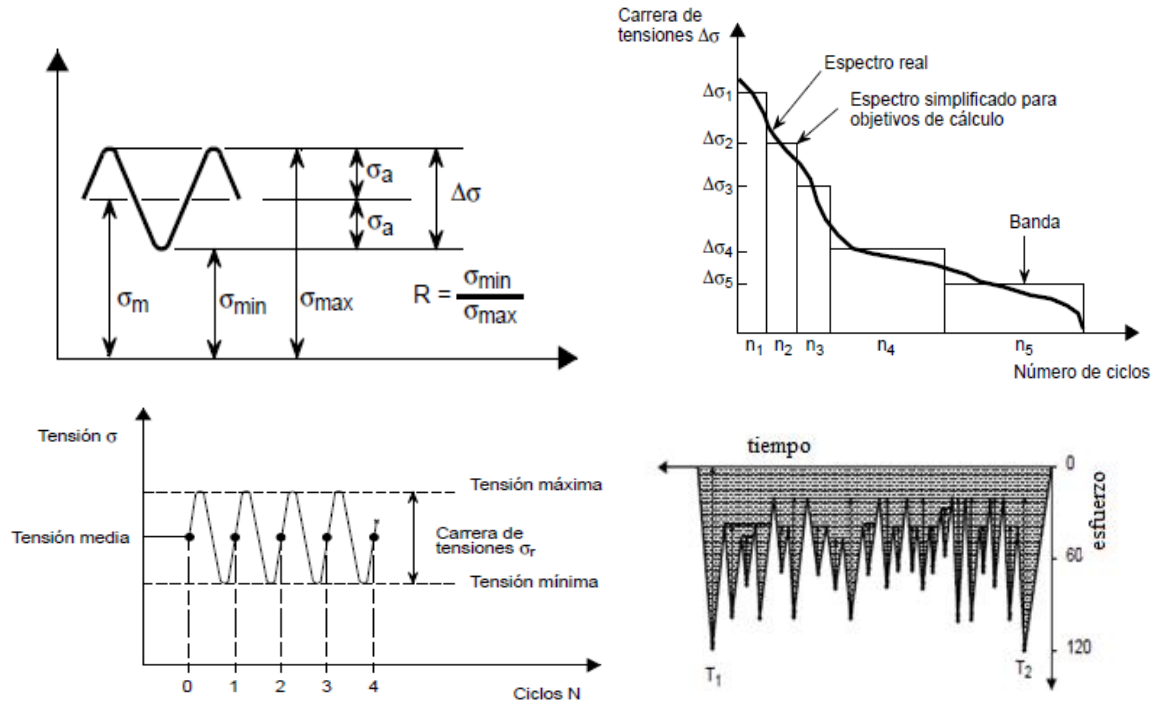 σa
σa
Δσ
σm
σmin
σmax
R = σmin
σmax
Carrera de
tensiones Δσ
Espectro real
Espectro simplificado para
objetivos de cálculo
Δσ1
Δσ2
Δσ3
Δσ4
Δσ5
Banda
n1 n2 n3 n4 n5
Número de ciclos
Tensión σ
Tensión máxima
Tensión media
Carrera de
tensiones σr
Tensión mínima
0 1 2 3 4
Ciclos N
tiempo
0
esfuerzo
60
120
T1
T2